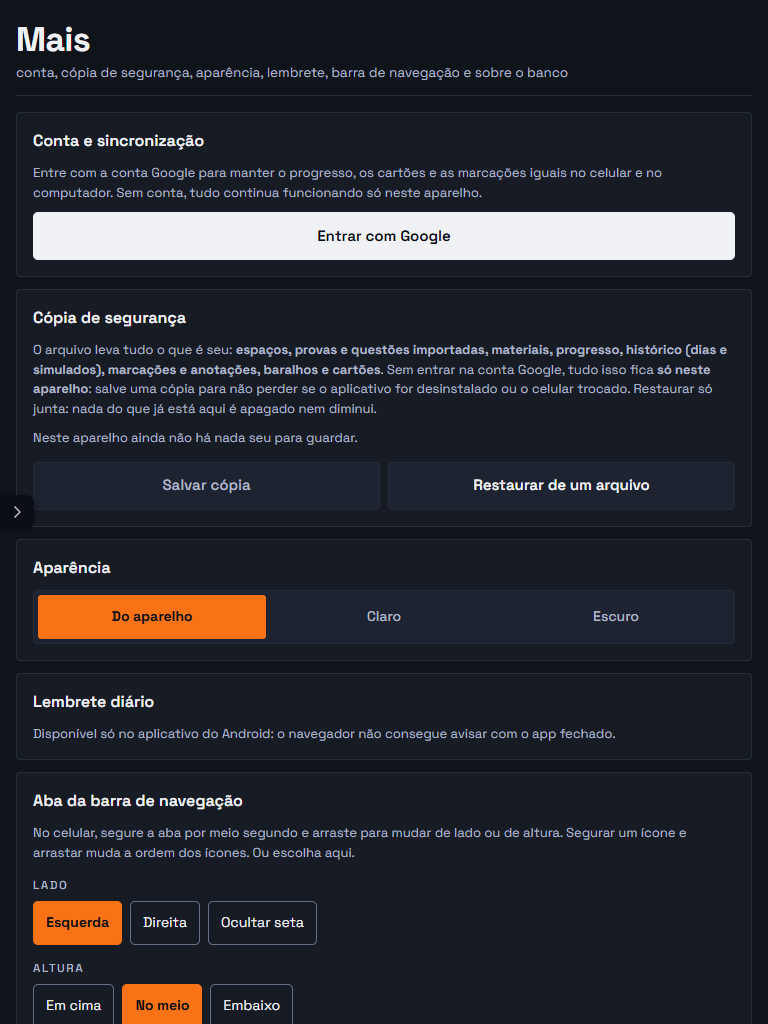 Mais
conta, cópia de segurança, aparência, lembrete, barra de navegação e sobre o banco
Conta e sincronização
Entre com a conta Google para manter o progresso, os cartões e as marcações iguais no celular e no
computador. Sem conta, tudo continua funcionando só neste aparelho.
Entrar com Google
Cópia de segurança
O arquivo leva tudo o que é seu: espaços, provas e questões importadas, materiais, progresso, histórico (dias e
simulados), marcações e anotações, baralhos e cartões. Sem entrar na conta Google, tudo isso fica só neste
aparelho: salve uma cópia para não perder se o aplicativo for desinstalado ou o celular trocado. Restaurar só
junta: nada do que já está aqui é apagado nem diminui.
Neste aparelho ainda não há nada seu para guardar.
Salvar cópia
Restaurar de um arquivo
Aparência
Do aparelho
Claro
Escuro
Lembrete diário
Disponível só no aplicativo do Android: o navegador não consegue avisar com o app fechado.
Aba da barra de navegação
No celular, segure a aba por meio segundo e arraste para mudar de lado ou de altura. Segurar um ícone e
arrastar muda a ordem dos ícones. Ou escolha aqui.
LADO
Esquerda
Direita
Ocultar seta
ALTURA
Em cima
No meio
Embaixo